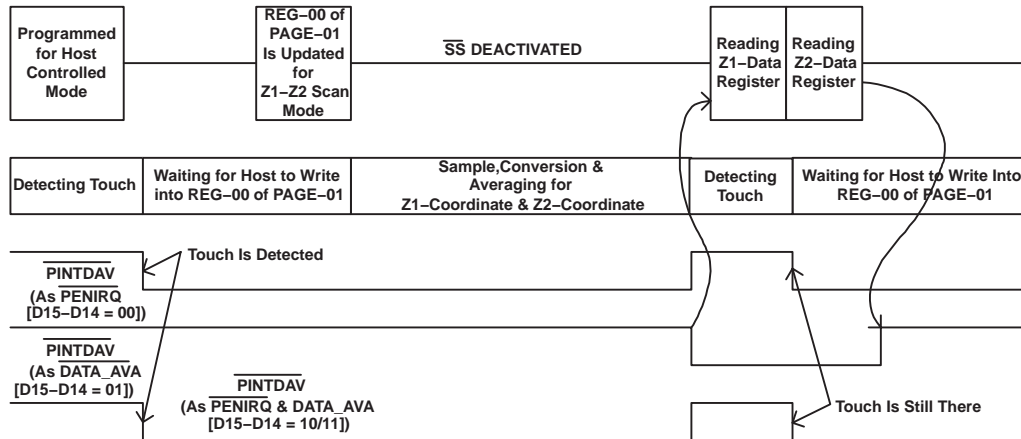 Programmed
for Host
Controlled
Mode
REG–00 of
PAGE–01
Is Updated
for
Z1–Z2 Scan
Mode
SS DEACTIVATED
Reading
Z1–Data
Register
Reading
Z2–Data
Register
Detecting Touch
Waiting for Host to Write
into REG–00 of PAGE–01
Sample,Conversion &
Averaging for
Z1–Coordinate & Z2–Coordinate
Detecting
Touch
Waiting for Host to Write Into
REG–00 of PAGE–01
Touch Is Detected
PINTDAV
(As PENIRQ
[D15–D14 = 00])
PINTDAV
(As DATA_AVA
[D15–D14 = 01])
PINTDAV
(As PENIRQ & DATA_AVA
[D15–D14 = 10/11])
Touch Is Still There